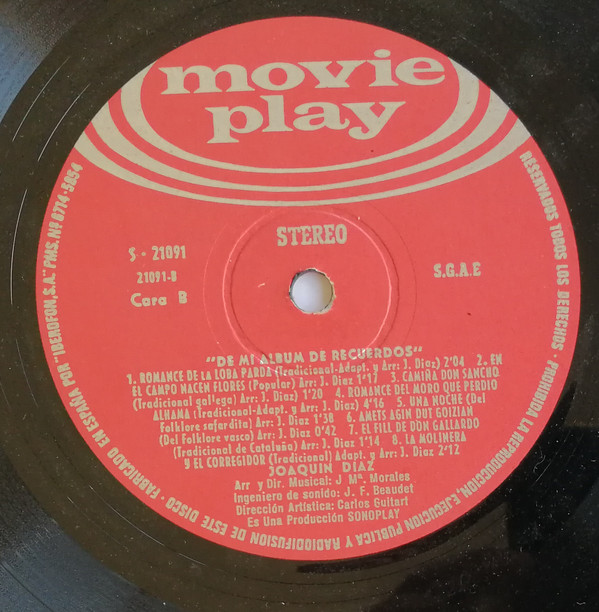 movie
play
STEREO
S - 21091
21091-B
Cara B
S.G.A.E
"DE MI ALBUM DE RECUERDOS"
1. ROMANCE DE LA LOBA PARDA (Tradicional-Adapt. y Arr: J. Diaz) 2'04 2. EN
EL CAMPO NACEN FLORES (Popular) Arr: J. Diaz 1'17 3. CAMIÑA DON SANCHO
(Tradicional gallega) Arr: J. Diaz) 1'20 4. ROMANCE DEL MORO QUE PERDIO
ALHAMA (Tradicional-Adapt. y Arr: J. Diaz) 4'16 5. UNA NOCHE (Del
Folklore safardita) Arr: J. Diaz 1'38 6. AMETS AGIN DUT GOIZIAN
(Del Folklore vasco) Arr: J. Diaz 0'42 7. EL FILL DE DON GALLARDO
(Tradicional de Cataluña) Arr: J. Diaz 1'14 8. LA MOLINERA
Y EL CORREGIDOR (Tradicional) Adapt. y Arr: J. Diaz 2'12
JOAQUIN DIAZ
Arr y Dir. Musical: J Mª. Morales
Ingeniero de sonido: J. F. Beaudet
Dirección Artística: Carlos Guitart
Es Una Producción SONOPLAY
RESERVADOS TODOS LOS DERECHOS - PROHIBIDA LA REPRODUCCION, EJECUCION PUBLICA Y RADIODIFUSION DE ESTE DISCO - FABRICADO EN ESPAÑA POR "IBEROFON, S.A." PMS. Nº 8714-5854